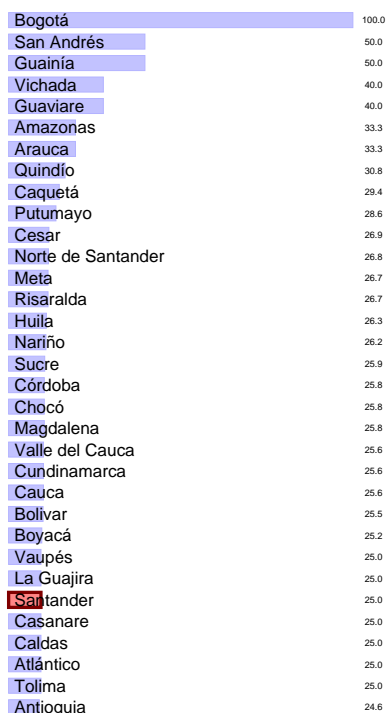 Bogotá 100.0
San Andrés 50.0
Guainía 50.0
Vichada 40.0
Guaviare 40.0
Amazonas 33.3
Arauca 33.3
Quindío 30.8
Caquetá 29.4
Putumayo 28.6
Cesar 26.9
Norte de Santander 26.8
Meta 26.7
Risaralda 26.7
Huila 26.3
Nariño 26.2
Sucre 25.9
Córdoba 25.8
Chocó 25.8
Magdalena 25.8
Valle del Cauca 25.6
Cundinamarca 25.6
Cauca 25.6
Bolivar 25.5
Boyacá 25.2
Vaupés 25.0
La Guajira 25.0
Santander 25.0
Casanare 25.0
Caldas 25.0
Atlántico 25.0
Tolima 25.0
Antioquia 24.6